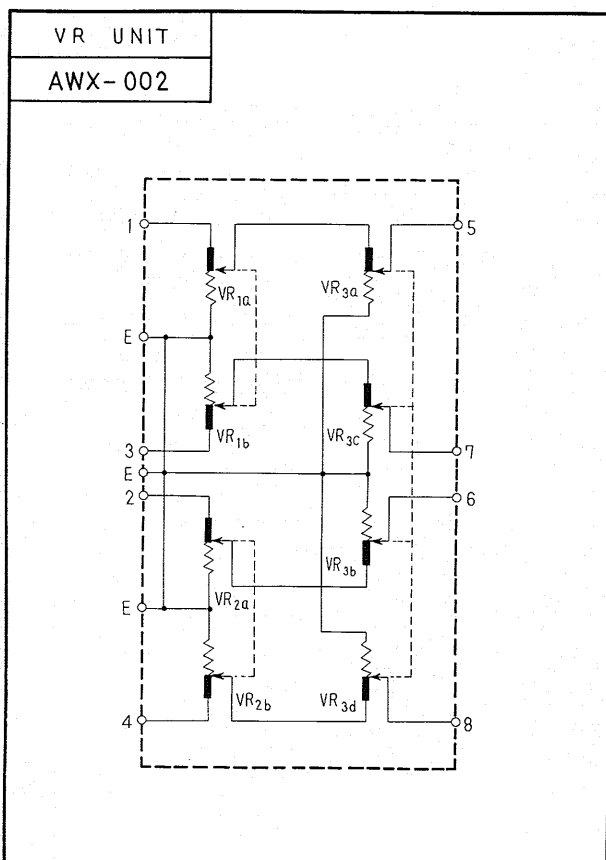 VR UNIT
AWX-002
1
5
VR1a
VR3a
E
VR1b
VR3c
3
7
E
2
6
VR3b
VR2a
E
VR2b
VR3d
4
8